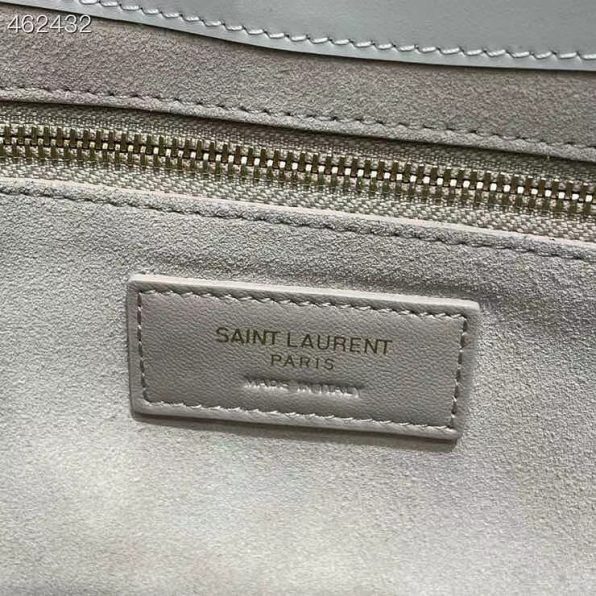 462432
SAINT LAURENT
PARIS
MADE IN ITALY